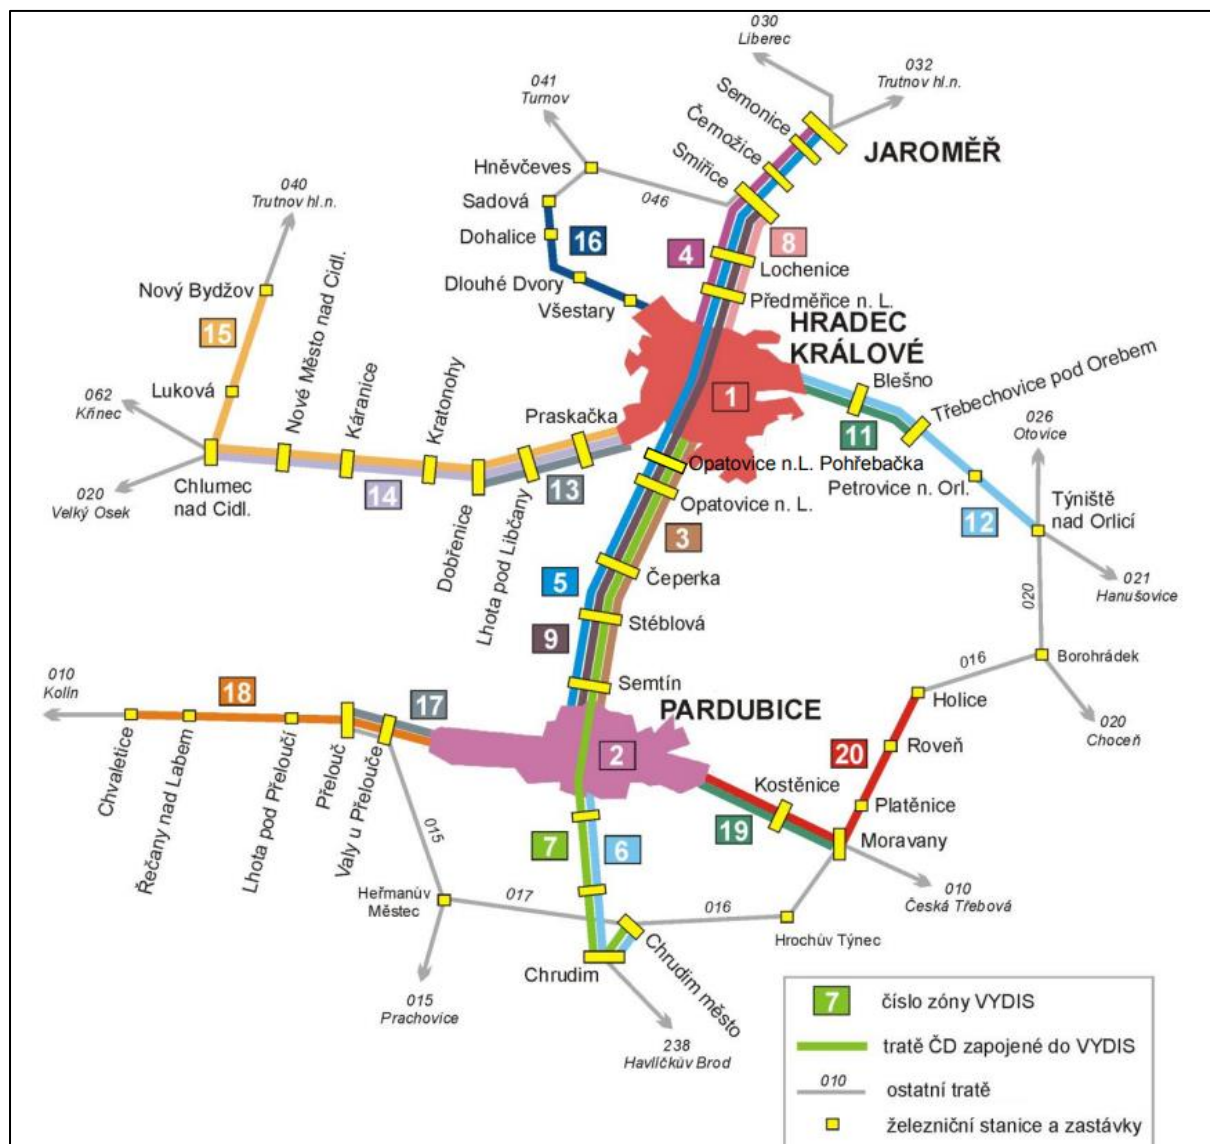 030
Liberec
032
Trutnov hl.n.
041
Turnov
Semonice
Černožice
Smiřice
JAROMĚŘ
Hněvčeves
046
040
Trutnov hl.n.
Sadová
Dohalice
16
4
8
Lochenice
Dlouhé Dvory
Všestary
Předměřice n. L.
Nový Bydžov
15
Nové Město nad Cidl.
HRADEC
KRÁLOVÉ
062
Křinec
Luková
Káranice
Kratonohy
Praskačka
1
Blešno
Třebechovice pod Orebem
11
026
Otovice
020
Velký Osek
Chlumec
nad Cidl.
14
13
Dobřenice
Lhota pod Libčany
Opatovice n.L. Pohřebačka
Petrovice n. Orl.
Opatovice n. L.
12
Týniště
nad Orlicí
3
5
Čeperka
021
Hanušovice
020
9
Stéblová
016
Borohrádek
Semtín
010
Kolín
18
17
PARDUBICE
Holice
020
Choceň
Chvaletice
Řečany nad Labem
Lhota pod Přeloučí
Přelouč
Valy u Přelouče
2
Roveň
20
Kostěnice
Platěnice
19
Moravany
015
7
6
010
Česká Třebová
Heřmanův
Městec
017
016
Hrochův Týnec
Chrudim
Chrudim město
015
Prachovice
238
Havlíčkův Brod
7
číslo zóny VYDIS
tratě ČD zapojené do VYDIS
010
ostatní tratě
železniční stanice a zastávky